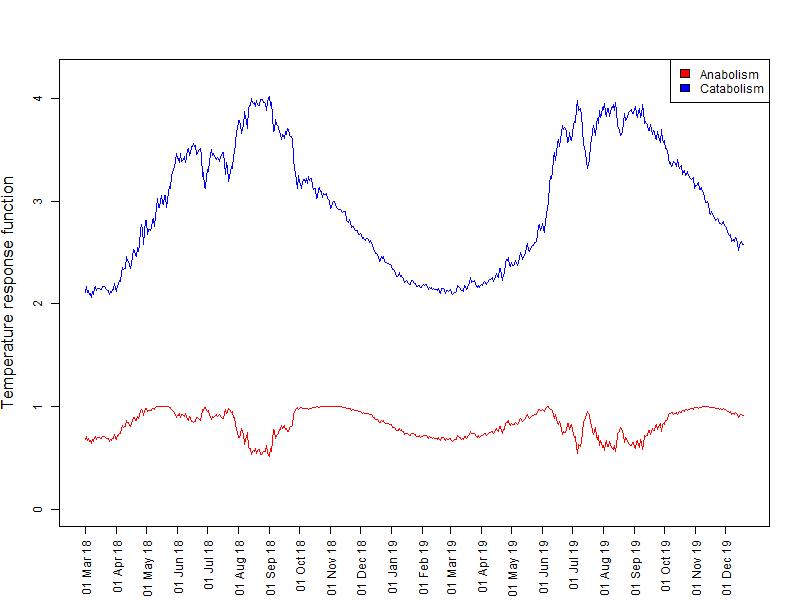 Anabolism
Catabolism
Temperature response function
4
3
2
1
0
01 Mar 18
01 Apr 18
01 May 18
01 Jun 18
01 Jul 18
01 Aug 18
01 Sep 18
01 Oct 18
01 Nov 18
01 Dec 18
01 Jan 19
01 Feb 19
01 Mar 19
01 Apr 19
01 May 19
01 Jun 19
01 Jul 19
01 Aug 19
01 Sep 19
01 Oct 19
01 Nov 19
01 Dec 19